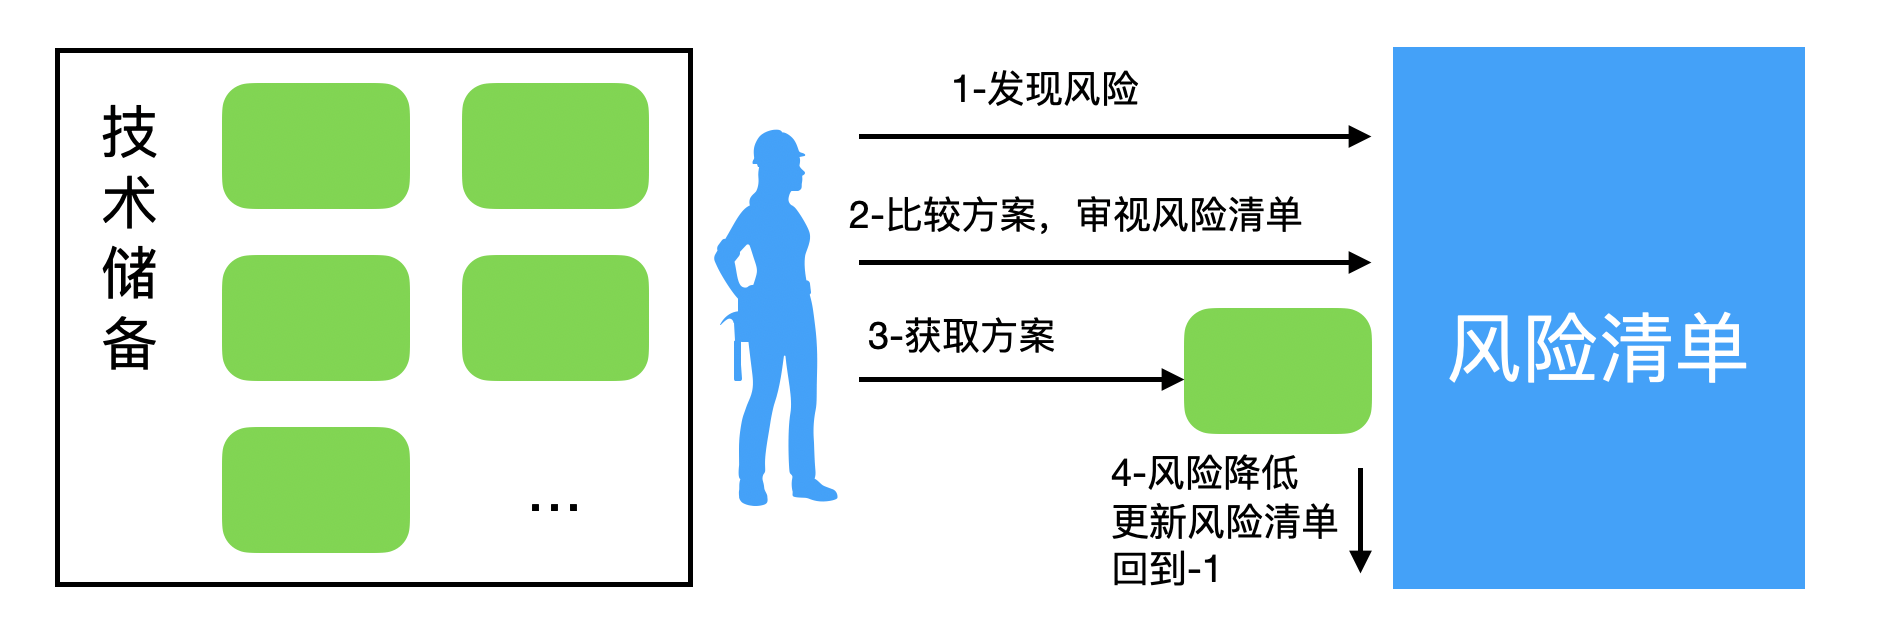 技术储备
1-发现风险
2-比较方案，审视风险清单
3-获取方案
4-风险降低
更新风险清单
回到-1
风险清单
...